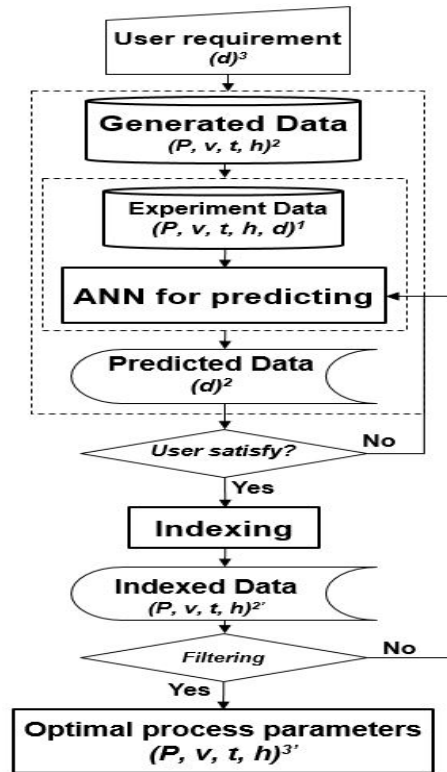 User requirement
(d)³
Generated Data
(P, v, t, h)²
Experiment Data
(P, v, t, h, d)¹
ANN for predicting
Predicted Data
(d)²
User satisfy?
No
Yes
Indexing
Indexed Data
(P, v, t, h)²'
Filtering
No
Yes
Optimal process parameters
(P, v, t, h)³'